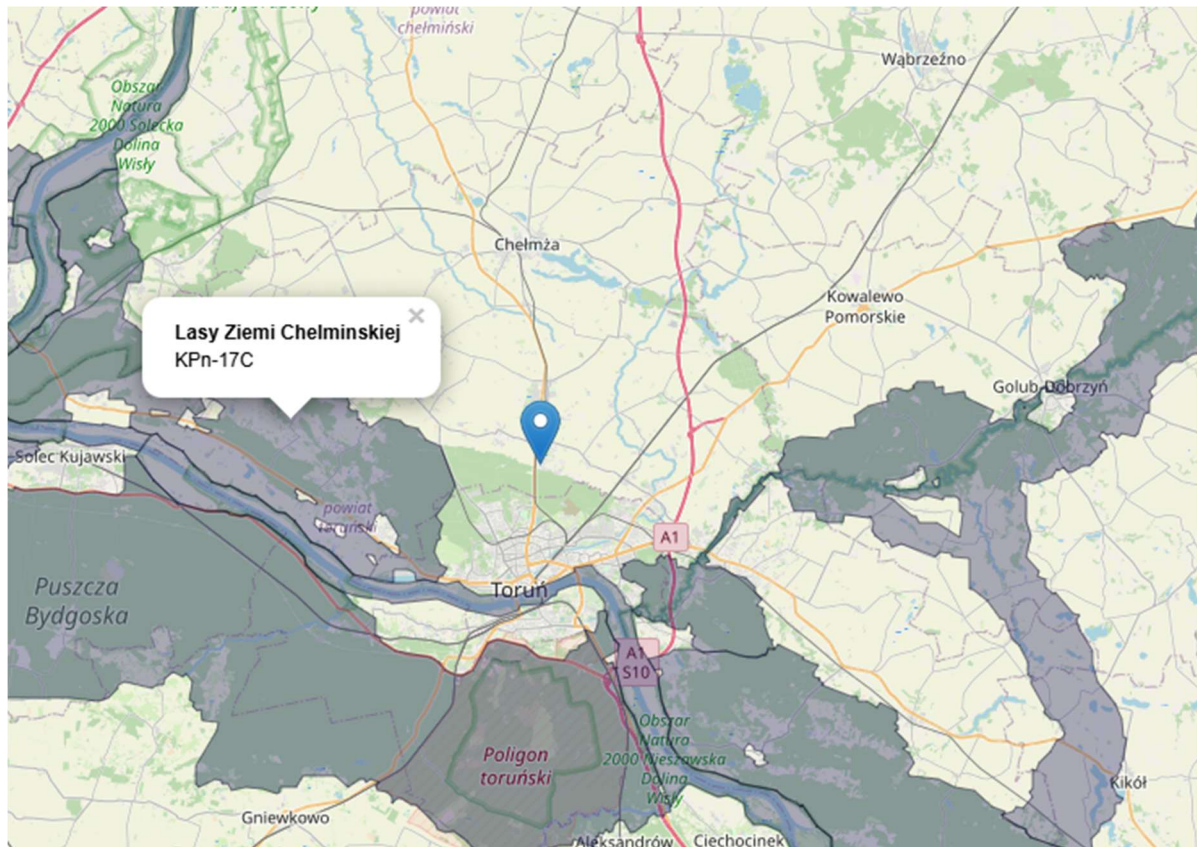 powiat
chełmiński
Wąbrzeźno
Obszar
Natura
2000 Solecka
Dolina
Wisły
Chełmża
Kowalewo
Pomorskie
×
Lasy Ziemi Chelminskiej
KPn-17C
Golub-Dobrzyń
Solec Kujawski
powiat
toruński
A1
Puszcza
Bydgoska
Toruń
A1
S10
Obszar
Natura
2000 Nieszawska
Dolina
Wisły
Poligon
toruński
Kikół
Gniewkowo
Aleksandrów
Ciechocinek